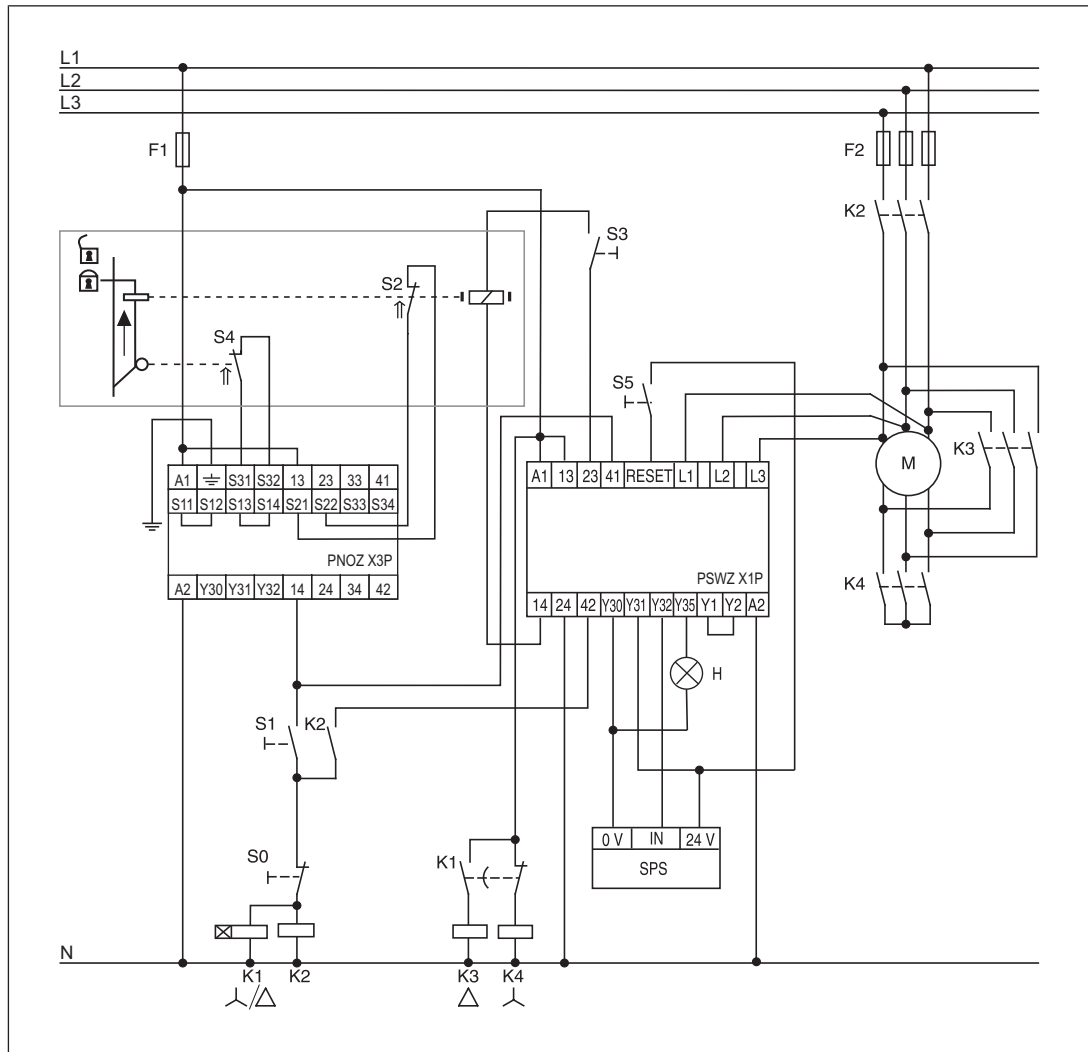 L1
L2
L3
F1
F2
K2
S3
S2
S4
S5
K3
M
A1 S31 S32 13 23 33 41
S11 S12 S13 S14 S21 S22 S33 S34
PNOZ X3P
A2 Y30 Y31 Y32 14 24 34 42
A1 13 23 41 RESET L1 L2 L3
PSWZ X1P
14 24 42 Y30 Y31 Y32 Y35 Y1 Y2 A2
K4
H
S1 K2
0 V IN 24 V
SPS
S0
K1
N
K1 K2 K3 K4